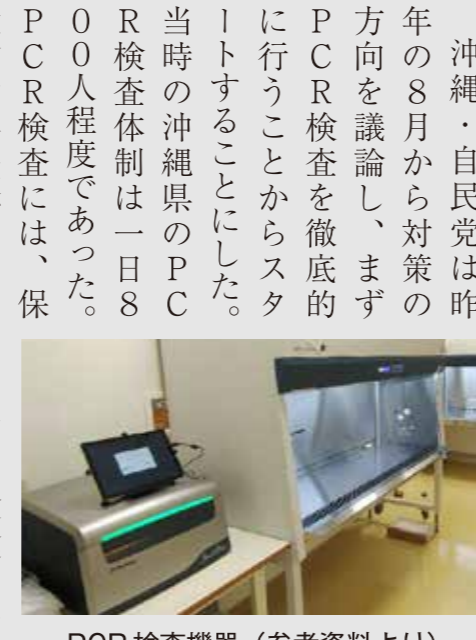 沖縄・自民党は昨
年の8月から対策の
方向を議論し、まず
PCR検査を徹底的
に行うことからスタ
ートすることにした。
当時の沖縄県のPC
R検査体制は一日8
00人程度であった。
PCR検査には、保
PCR検査機器(参考資料より)